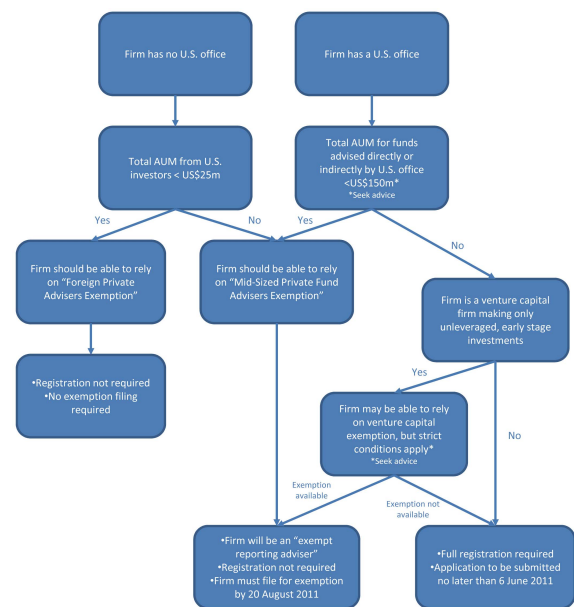 Firm has no U.S. office
Firm has a U.S. office
Total AUM from U.S.
investors < US$25m
Total AUM for funds
advised directly or
indirectly by U.S. office
<US$150m*
*Seek advice
Yes
No
Yes
No
Firm should be able to rely
on "Foreign Private
Advisers Exemption"
Firm should be able to rely
on "Mid-Sized Private Fund
Advisers Exemption"
Firm is a venture capital
firm making only
unleveraged, early stage
investments
•Registration not required
•No exemption filing
required
Yes
No
Firm may be able to rely
on venture capital
exemption, but strict
conditions apply*
*Seek advice
Exemption
available
Exemption not
available
•Firm will be an "exempt
reporting adviser"
•Registration not required
•Firm must file for exemption
by 20 August 2011
•Full registration required
•Application to be submitted
no later than 6 June 2011